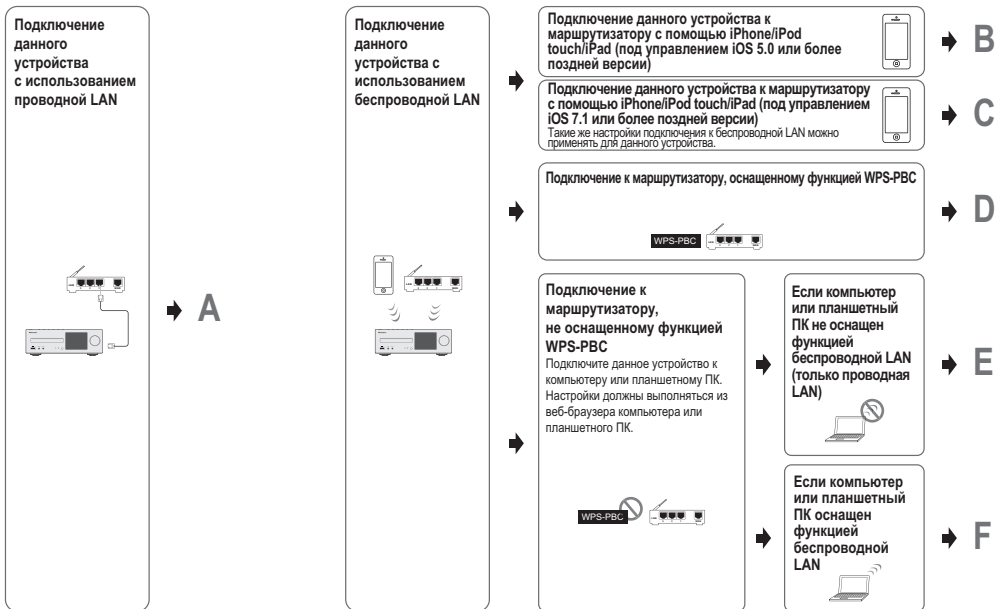 Подключение
данного
устройства
с использованием
проводной LAN
A
Подключение
данного
устройства с
использованием
беспроводной LAN
Подключение данного устройства к
маршрутизатору с помощью iPhone/iPod
touch/iPad (под управлением iOS 5.0 или более
поздней версии)
B
Подключение данного устройства к маршрутизатору
с помощью iPhone/iPod touch/iPad (под управлением
iOS 7.1 или более поздней версии)
Такие же настройки подключения к беспроводной LAN можно
применять для данного устройства.
C
Подключение к маршрутизатору, оснащенному функцией WPS-PBC
WPS-PBC
D
Подключение к
маршрутизатору,
не оснащенному функцией
WPS-PBC
Подключите данное устройство к
компьютеру или планшетному ПК.
Настройки должны выполняться из
веб-браузера компьютера или
планшетного ПК.
WPS-PBC
Если компьютер
или планшетный
ПК не оснащен
функцией
беспроводной LAN
(только проводная
LAN)
E
Если компьютер
или планшетный
ПК оснащен
функцией
беспроводной
LAN
F